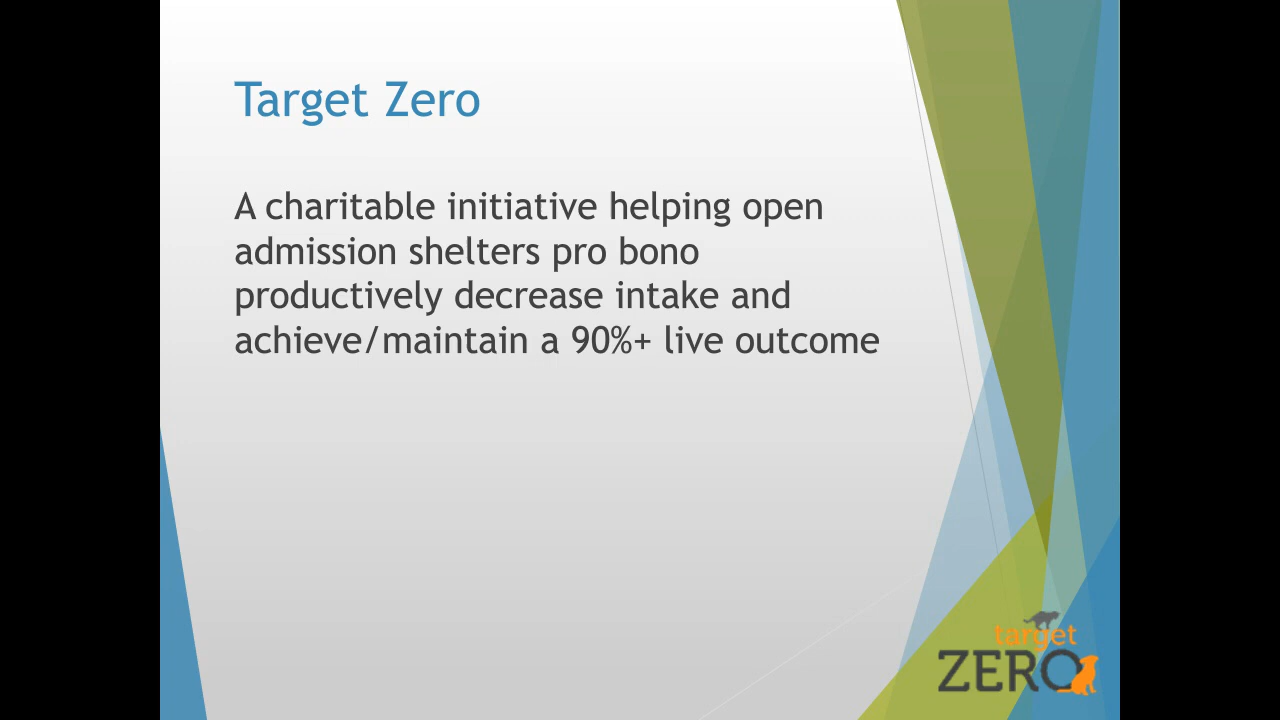 Target Zero
A charitable initiative helping open
admission shelters pro bono
productively decrease intake and
achieve/maintain a 90%+ live outcome
target
ZERO